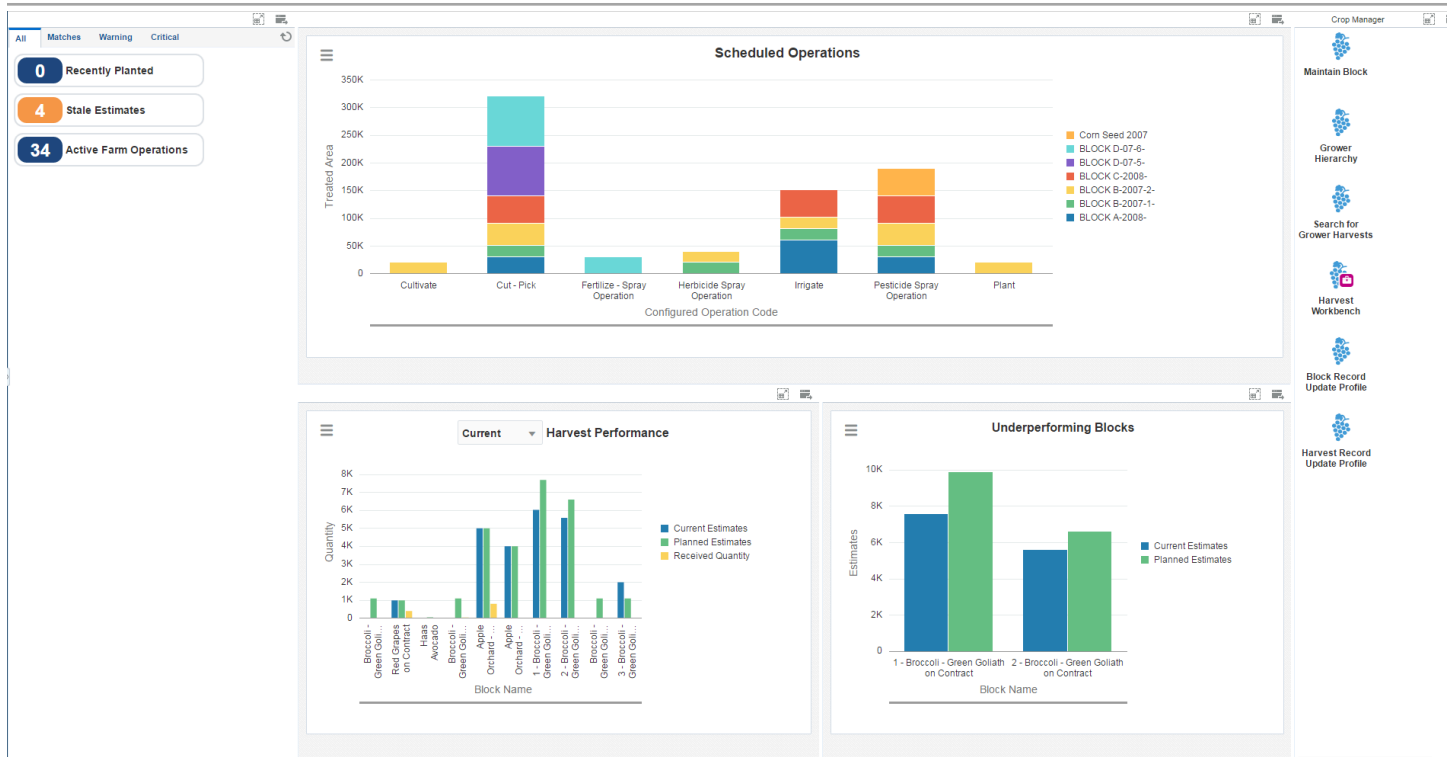 All
Matches
Warning
Critical
0 Recently Planted
4 Stale Estimates
34 Active Farm Operations
Scheduled Operations
350K
300K
250K
200K
150K
100K
50K
0
Treated Area
Cultivate
Cut - Pick
Fertilize - Spray
Operation
Herbicide Spray
Operation
Irrigate
Pesticide Spray
Operation
Plant
Configured Operation Code
Corn Seed 2007
BLOCK D-07-6-
BLOCK D-07-5-
BLOCK C-2008-
BLOCK B-2007-2-
BLOCK B-2007-1-
BLOCK A-2008-
Current
Harvest Performance
8K
7K
6K
5K
4K
3K
2K
1K
0
Quantity
Broccoli -
Green Goli...
Red Grapes
on Contract
Haas
Avocado
Broccoli -
Green Goli...
Apple
Orchard - ...
Apple
Orchard - ...
1 - Broccoli -
Green Goli...
2 - Broccoli -
Green Goli...
Broccoli -
Green Goli...
3 - Broccoli -
Green Goli...
Block Name
Current Estimates
Planned Estimates
Received Quantity
Underperforming Blocks
10K
8K
6K
4K
2K
0
Estimates
1 - Broccoli - Green Goliath
on Contract
2 - Broccoli - Green Goliath
on Contract
Block Name
Current Estimates
Planned Estimates
Crop Manager
Maintain Block
Grower
Hierarchy
Search for
Grower Harvests
Harvest
Workbench
Block Record
Update Profile
Harvest Record
Update Profile